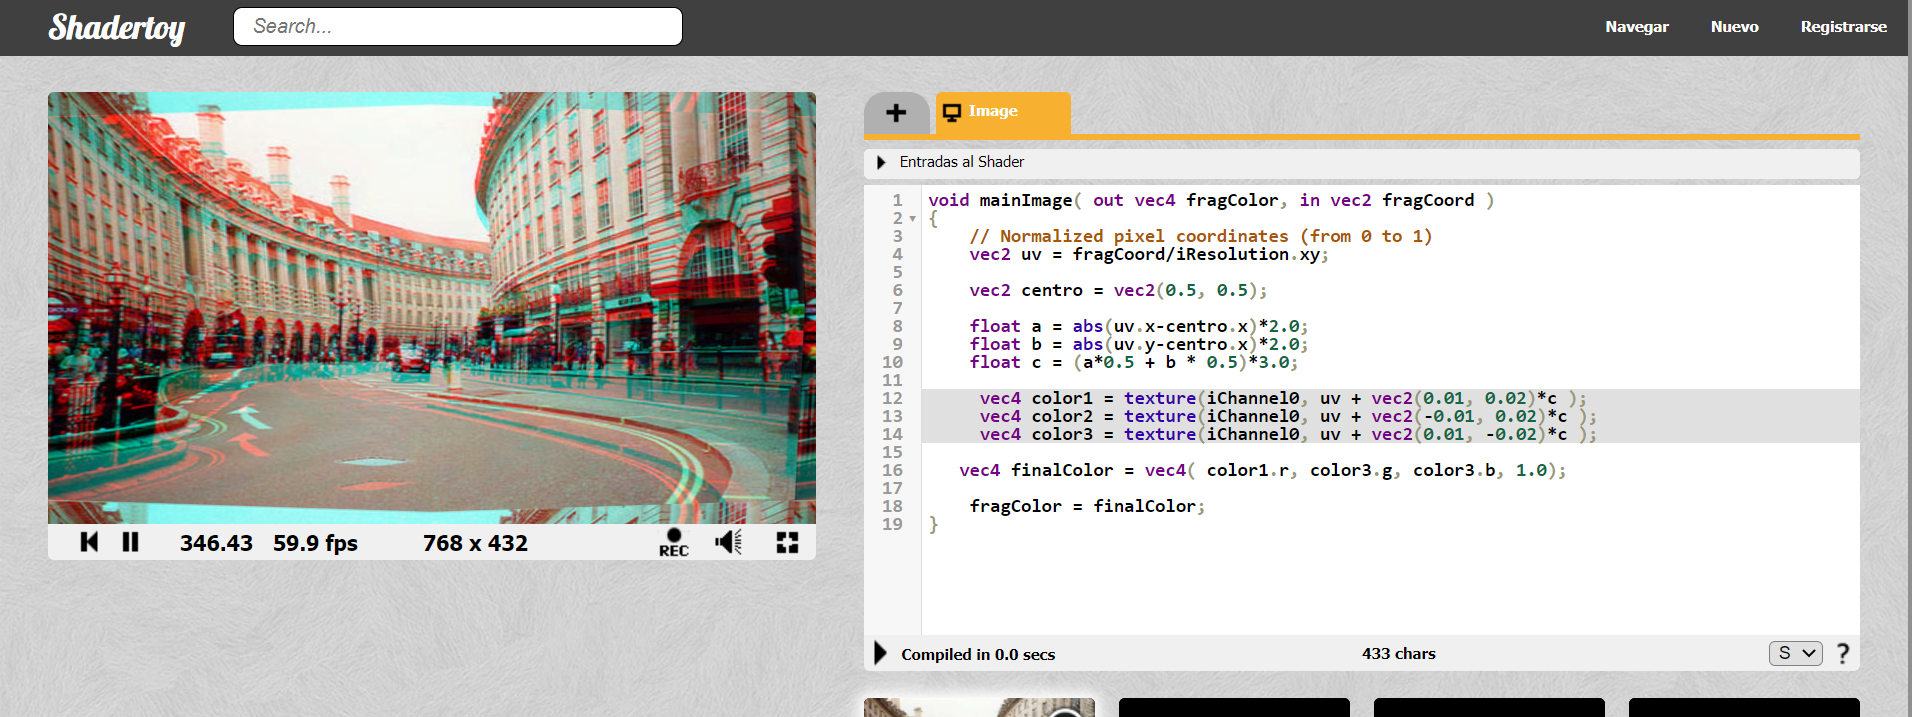 Shadertoy
Search...
Navegar
Nuevo
Registrarse
Image
Entradas al Shader
1 void mainImage( out vec4 fragColor, in vec2 fragCoord )
2 {
3     // Normalized pixel coordinates (from 0 to 1)
4     vec2 uv = fragCoord/iResolution.xy;
5
6     vec2 centro = vec2(0.5, 0.5);
7
8     float a = abs(uv.x-centro.x)*2.0;
9     float b = abs(uv.y-centro.x)*2.0;
10     float c = (a*0.5 + b * 0.5)*3.0;
11
12      vec4 color1 = texture(iChannel0, uv + vec2(0.01, 0.02)*c );
13      vec4 color2 = texture(iChannel0, uv + vec2(-0.01, 0.02)*c );
14      vec4 color3 = texture(iChannel0, uv + vec2(0.01, -0.02)*c );
15
16    vec4 finalColor = vec4( color1.r, color3.g, color3.b, 1.0);
17
18     fragColor = finalColor;
19 }
346.43 59.9 fps 768 x 432 REC
Compiled in 0.0 secs 433 chars S ?